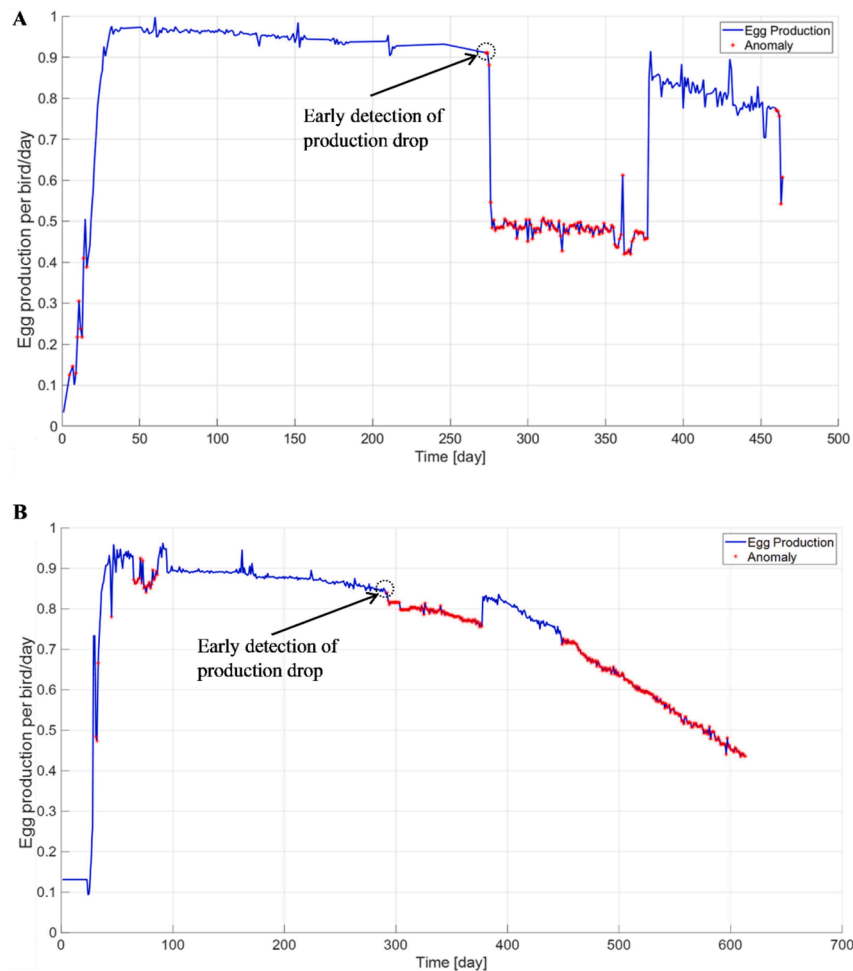 A
Egg production per bird/day
1
0.9
0.8
0.7
0.6
0.5
0.4
0.3
0.2
0.1
0
Egg Production
Anomaly
Early detection of
production drop
0 50 100 150 200 250 300 350 400 450 500
Time [day]
B
Egg production per bird/day
1
0.9
0.8
0.7
0.6
0.5
0.4
0.3
0.2
0.1
0
Egg Production
Anomaly
Early detection of
production drop
0 100 200 300 400 500 600 700
Time [day]